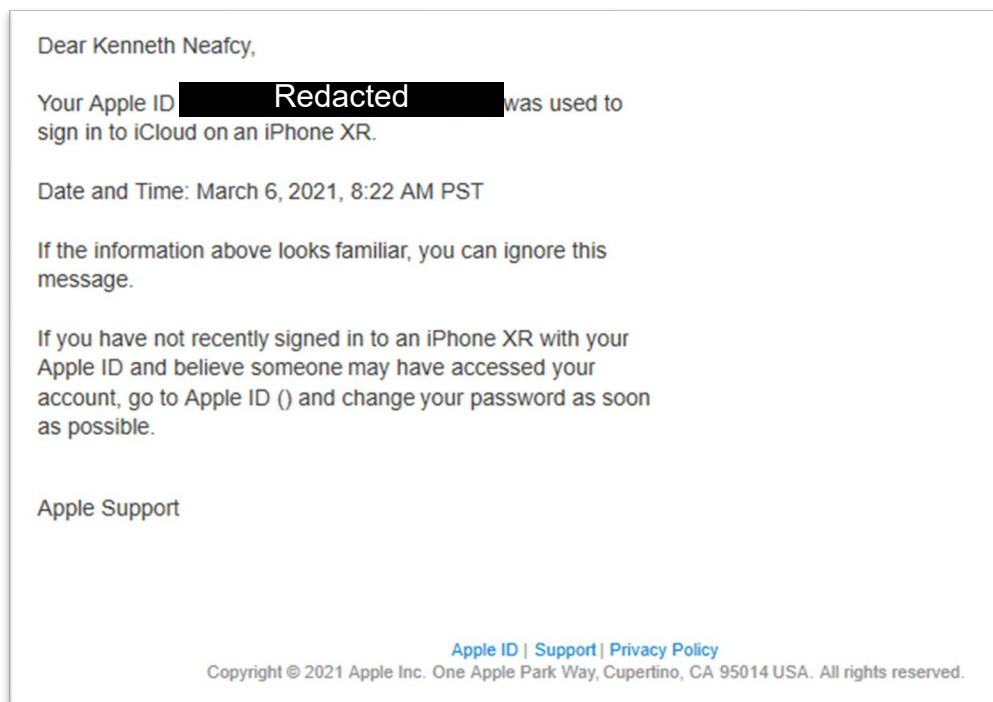 Dear Kenneth Neafcy,
Your Apple ID Redacted was used to
sign in to iCloud on an iPhone XR.
Date and Time: March 6, 2021, 8:22 AM PST
If the information above looks familiar, you can ignore this
message.
If you have not recently signed in to an iPhone XR with your
Apple ID and believe someone may have accessed your
account, go to Apple ID () and change your password as soon
as possible.
Apple Support
Apple ID | Support | Privacy Policy
Copyright © 2021 Apple Inc. One Apple Park Way, Cupertino, CA 95014 USA. All rights reserved.